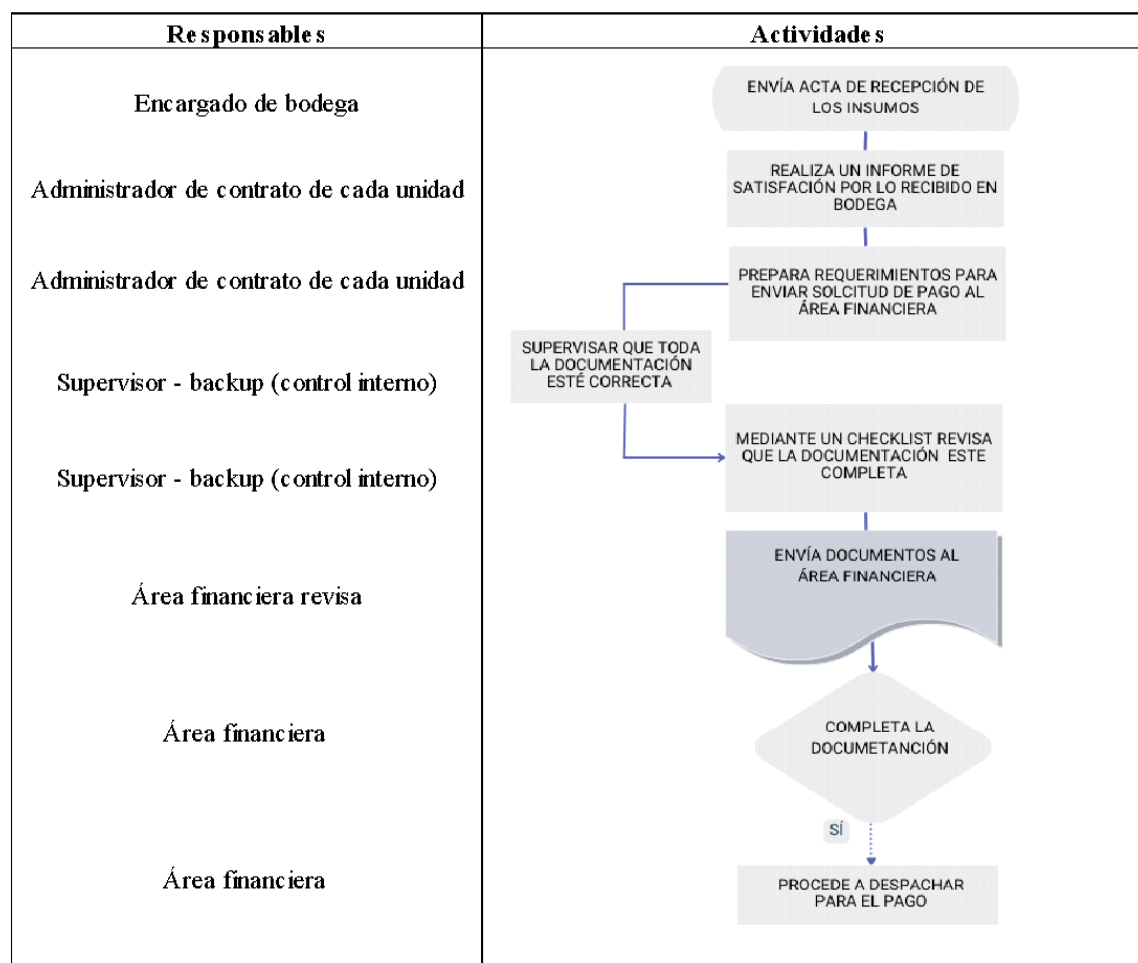 Responsables
Actividades
Encargado de bodega
ENVÍA ACTA DE RECEPCIÓN DE
LOS INSUMOS
Administrador de contrato de cada unidad
REALIZA UN INFORME DE
SATISFACIÓN POR LO RECIBIDO EN
BODEGA
Administrador de contrato de cada unidad
PREPARA REQUERIMIENTOS PARA
ENVIAR SOLCITUD DE PAGO AL
ÁREA FINANCIERA
Supervisor - backup (control interno)
SUPERVISAR QUE TODA
LA DOCUMENTACIÓN
ESTÉ CORRECTA
Supervisor - backup (control interno)
MEDIANTE UN CHECKLIST REVISA
QUE LA DOCUMENTACIÓN ESTE
COMPLETA
Área financiera revisa
ENVÍA DOCUMENTOS AL
ÁREA FINANCIERA
Área financiera
COMPLETA LA
DOCUMETANCIÓN
SÍ
Área financiera
PROCEDE A DESPACHAR
PARA EL PAGO